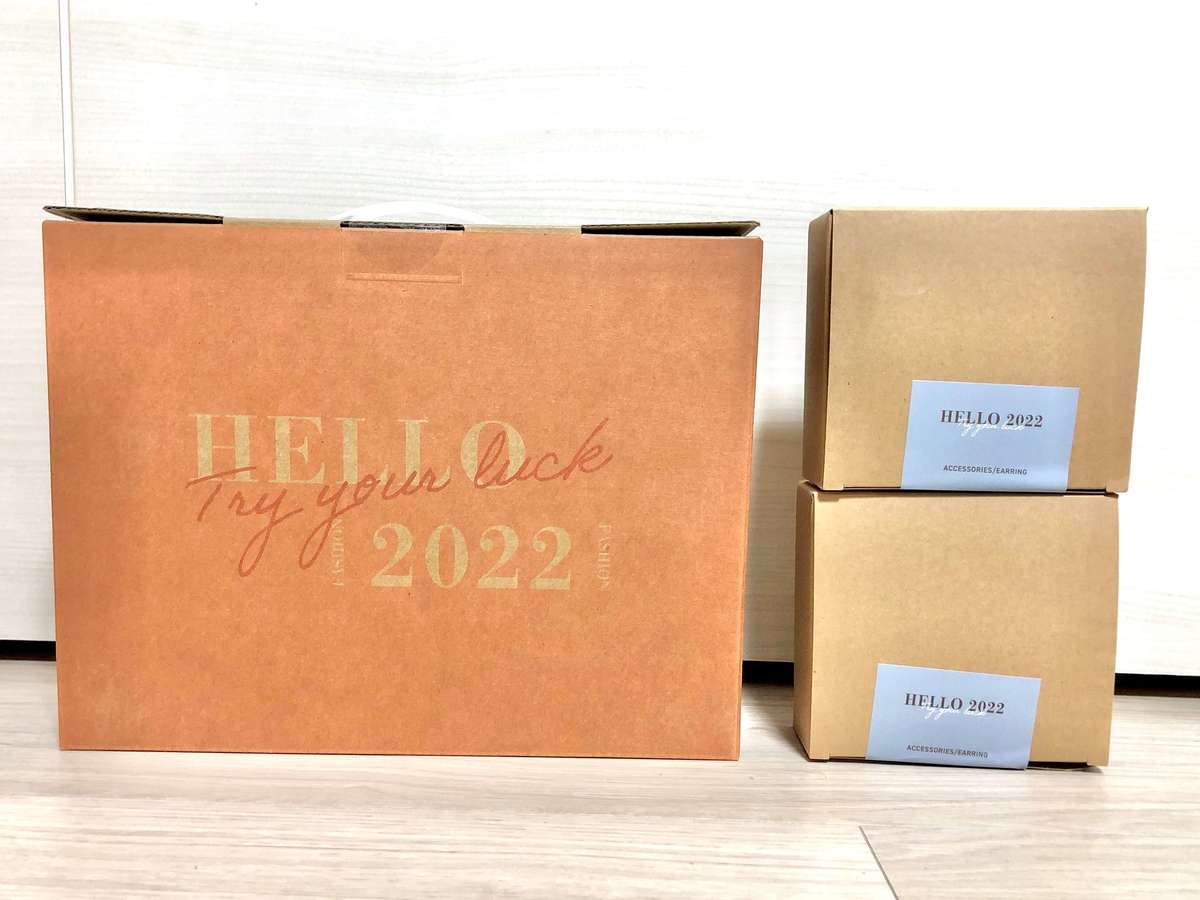 HELLO
Try your luck
FASHION
2022
FASHION
HELLO 2022
Try your luck
ACCESSORIES/EARRING
HELLO 2022
Try your luck
ACCESSORIES/EARRING